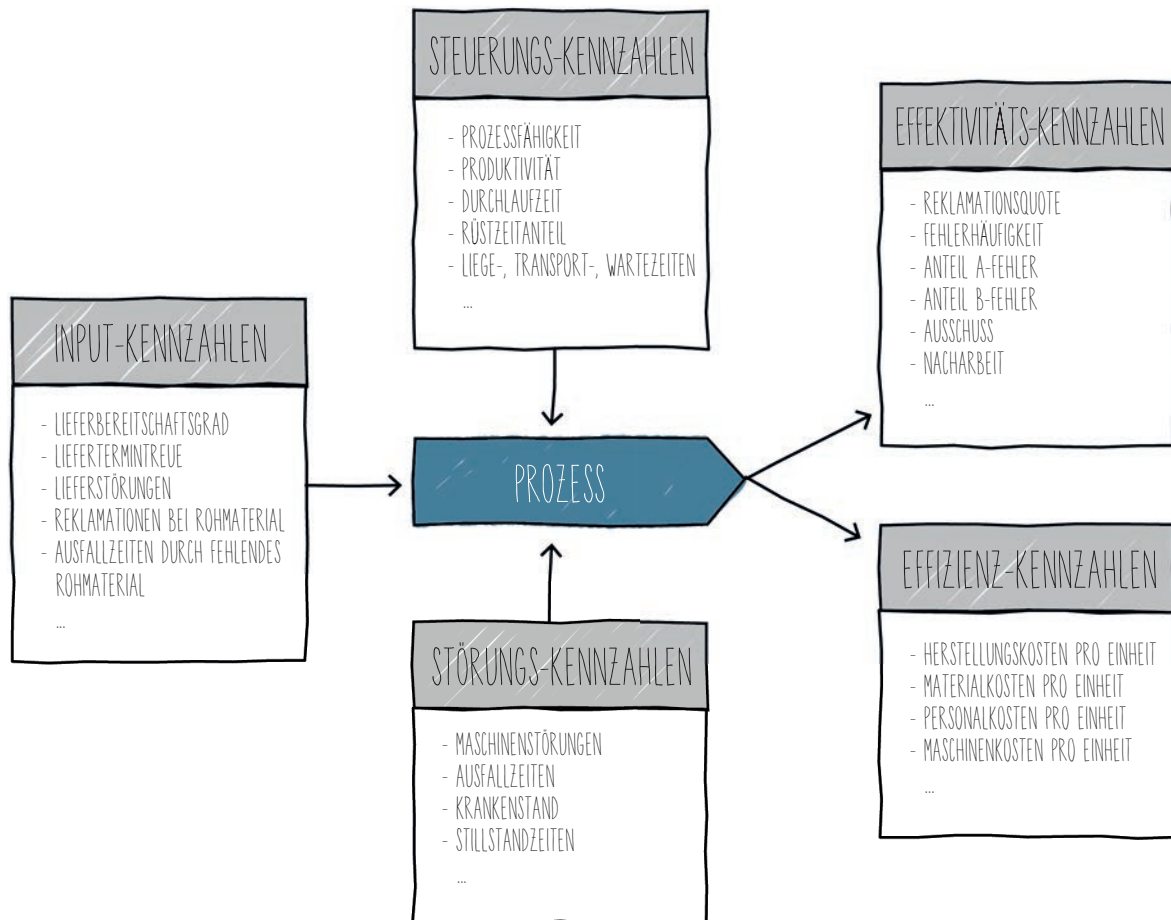 STEUERUNGS-KENNZAHLEN
- PROZESSFÄHIGKEIT
- PRODUKTIVITÄT
- DURCHLAUFZEIT
- RÜSTZEITANTEIL
- LIEGE-, TRANSPORT-, WARTEZEITEN
...
EFFEKTIVITÄTS-KENNZAHLEN
- REKLAMATIONSQUOTE
- FEHLERHÄUFIGKEIT
- ANTEIL A-FEHLER
- ANTEIL B-FEHLER
- AUSSCHUSS
- NACHARBEIT
...
INPUT-KENNZAHLEN
- LIEFERBEREITSCHAFTSGRAD
- LIEFERTERMINTREUE
- LIEFERSTÖRUNGEN
- REKLAMATIONEN BEI ROHMATERIAL
- AUSFALLZEITEN DURCH FEHLENDES
ROHMATERIAL
...
PROZESS
EFFIZIENZ-KENNZAHLEN
- HERSTELLUNGSKOSTEN PRO EINHEIT
- MATERIALKOSTEN PRO EINHEIT
- PERSONALKOSTEN PRO EINHEIT
- MASCHINENKOSTEN PRO EINHEIT
...
STÖRUNGS-KENNZAHLEN
- MASCHINENSTÖRUNGEN
- AUSFALLZEITEN
- KRANKENSTAND
- STILLSTANDZEITEN
...